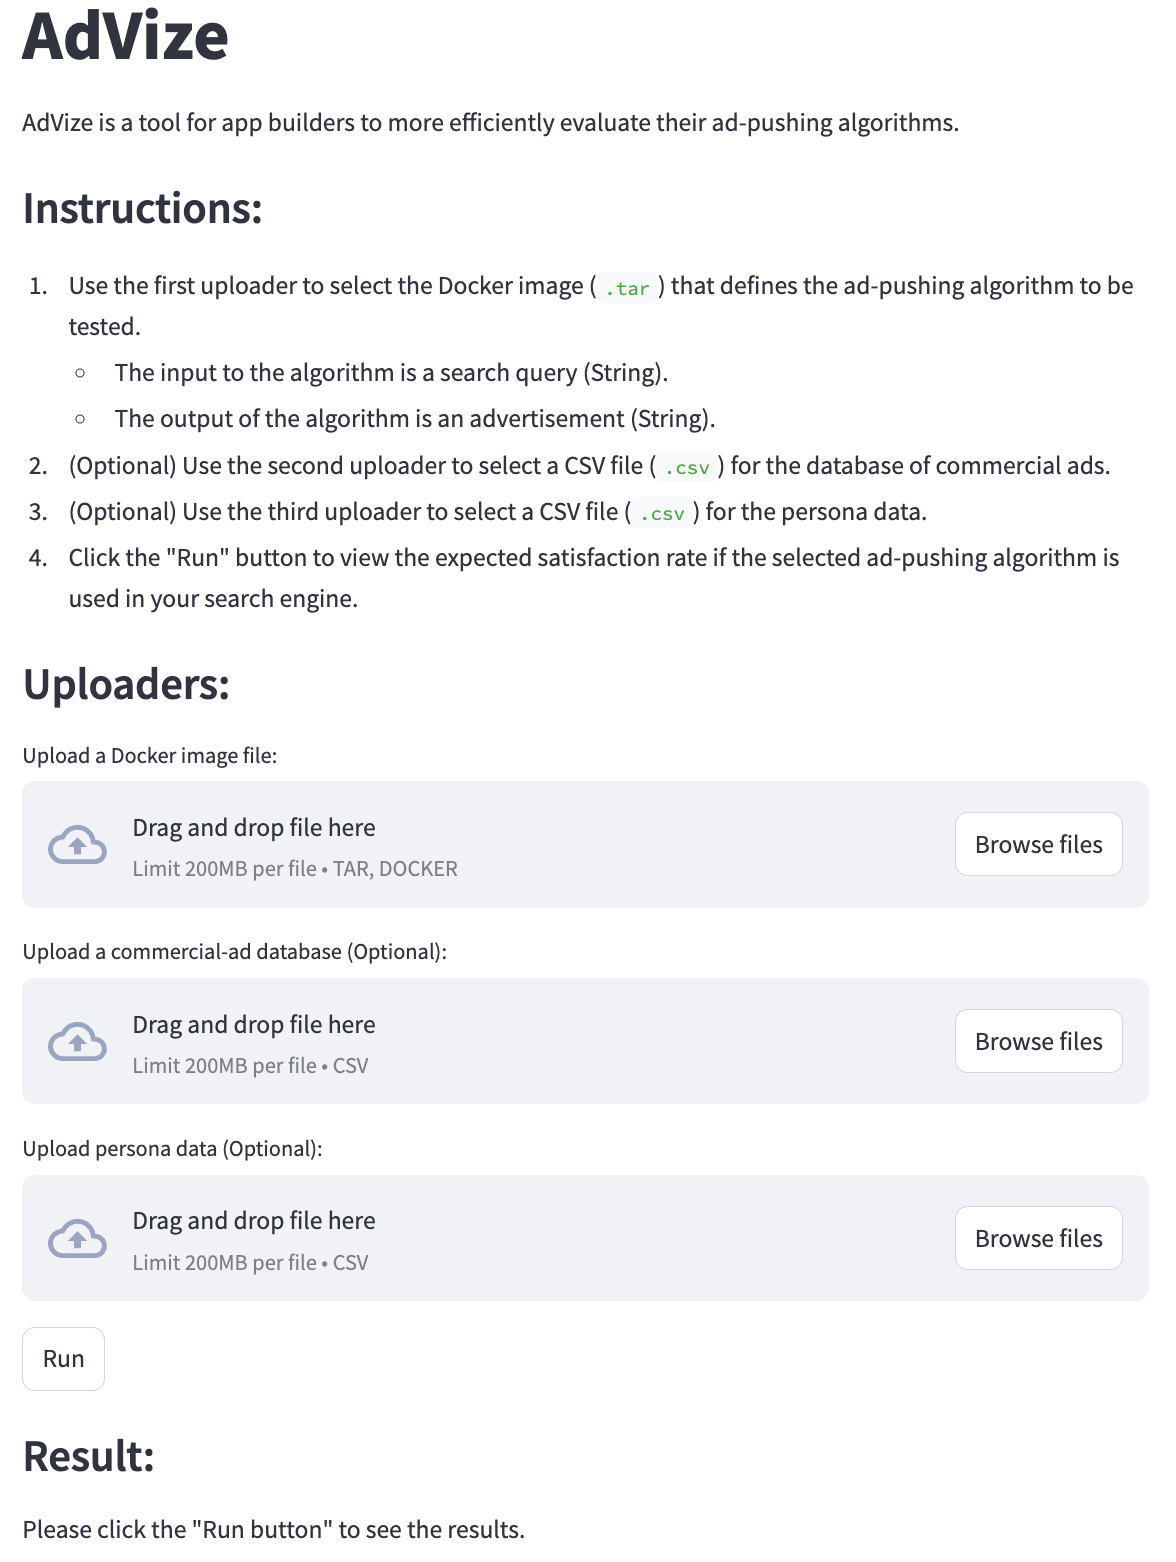 AdVize
AdVize is a tool for app builders to more efficiently evaluate their ad-pushing algorithms.
Instructions:
1. Use the first uploader to select the Docker image ( .tar ) that defines the ad-pushing algorithm to be
tested.
○ The input to the algorithm is a search query (String).
○ The output of the algorithm is an advertisement (String).
2. (Optional) Use the second uploader to select a CSV file ( .csv ) for the database of commercial ads.
3. (Optional) Use the third uploader to select a CSV file ( .csv ) for the persona data.
4. Click the "Run" button to view the expected satisfaction rate if the selected ad-pushing algorithm is
used in your search engine.
Uploaders:
Upload a Docker image file:
Drag and drop file here
Limit 200MB per file • TAR, DOCKER
Browse files
Upload a commercial-ad database (Optional):
Drag and drop file here
Limit 200MB per file • CSV
Browse files
Upload persona data (Optional):
Drag and drop file here
Limit 200MB per file • CSV
Browse files
Run
Result:
Please click the "Run button" to see the results.